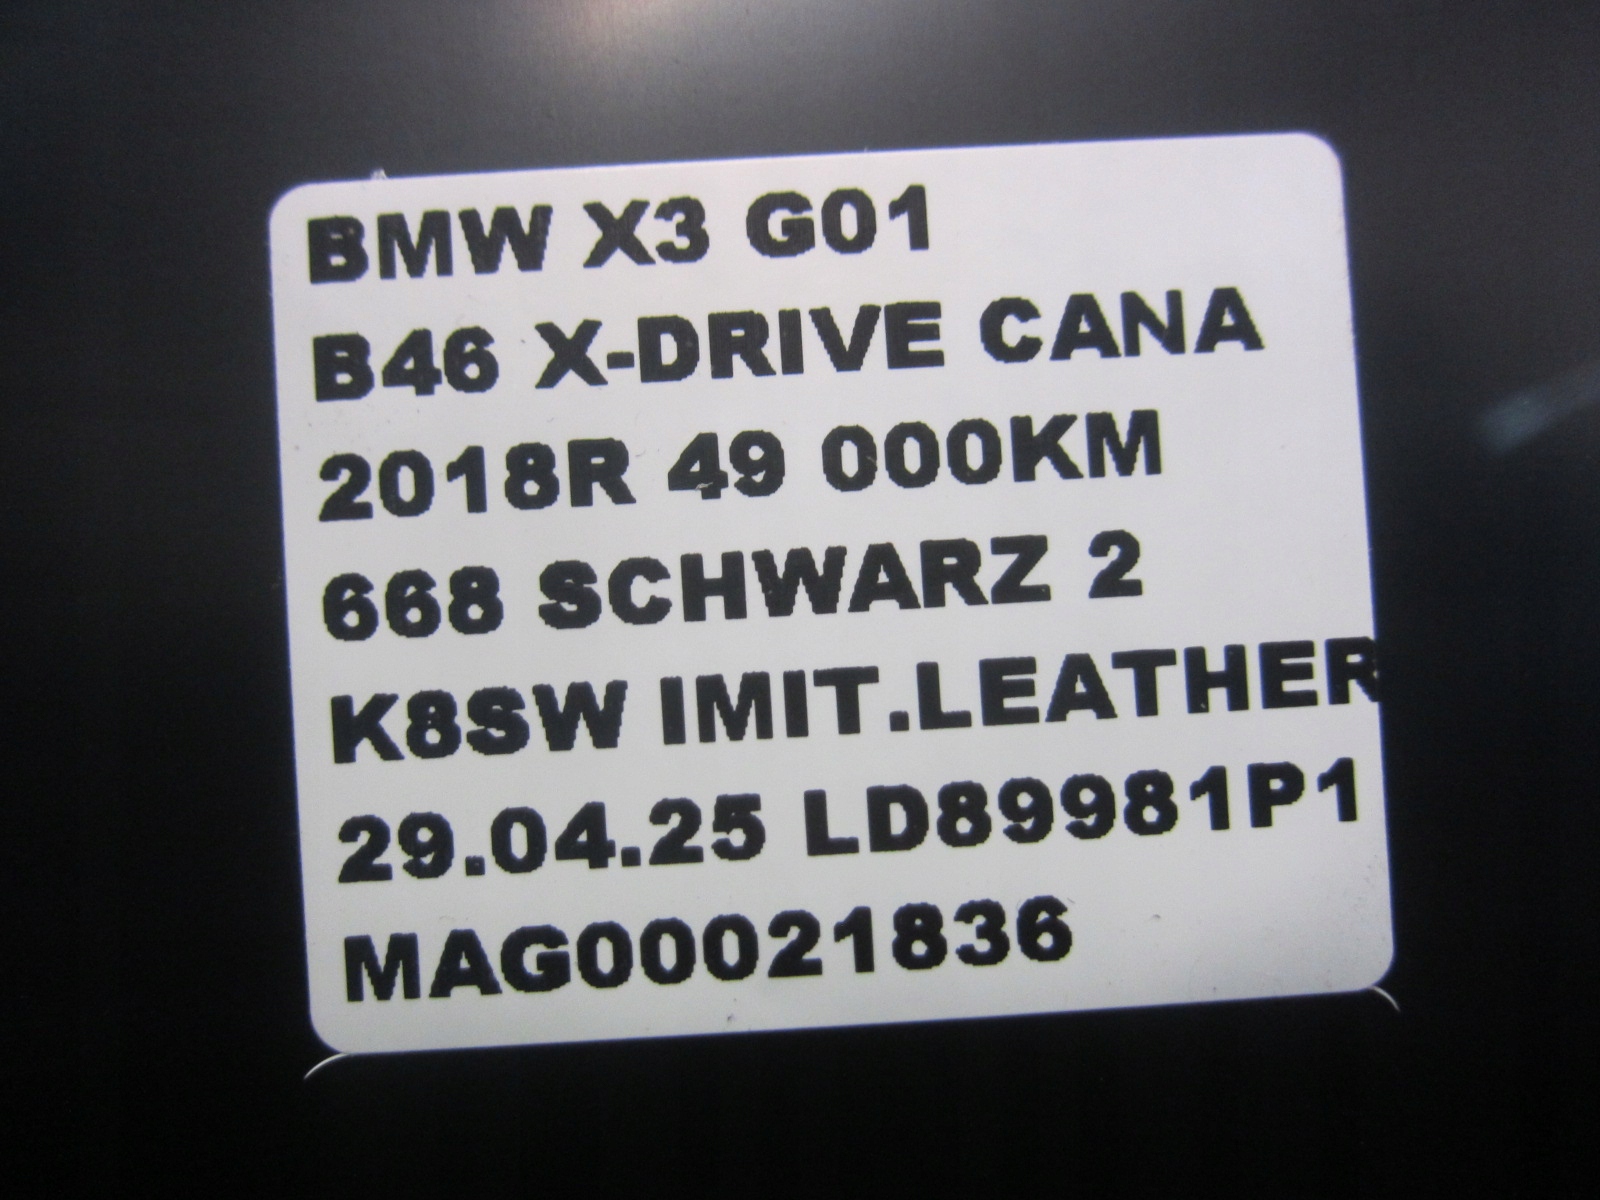 BMW X3 G01
B46 X-DRIVE CANA
2018R 49 000KM
668 SCHWARZ 2
K8SW IMIT.LEATHER
29.04.25 LD89981P1
MAG00021836